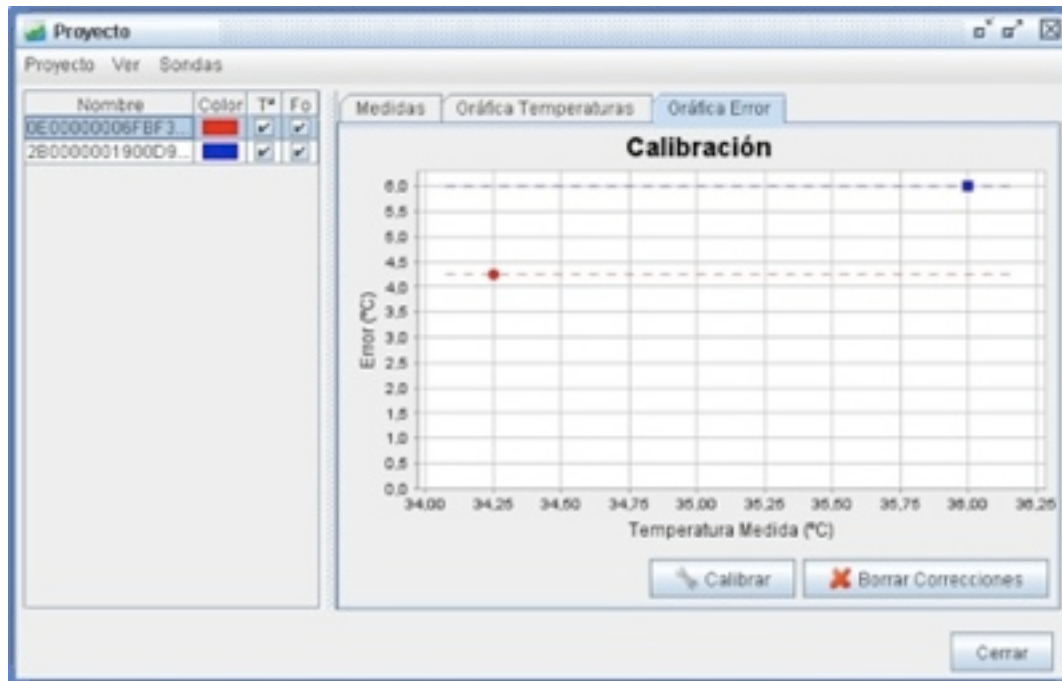 Proyecto
Proyecto Ver Sondas
Nombre Color Tª Fo
0E00000006FBF3...
2B0000001900D9...
Medidas Gráfica Temperaturas Gráfica Error
Calibración
6,0
5,5
5,0
4,5
4,0
3,5
3,0
2,5
2,0
1,5
1,0
0,5
0,0
Error (ºC)
34,00 34,25 34,50 34,75 35,00 35,25 35,50 35,75 36,00 36,25
Temperatura Medida (ºC)
Calibrar Borrar Correcciones
Cerrar